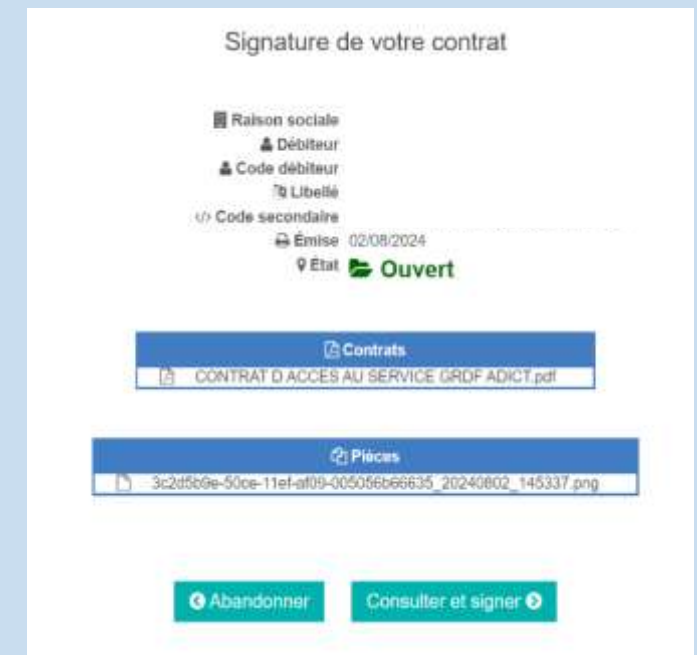 Signature de votre contrat
Raison sociale
Débiteur
Code débiteur
Libellé
</> Code secondaire
Émise 02/08/2024
État Ouvert
Contrats
CONTRAT D ACCES AU SERVICE GRDF ADICT.pdf
Pièces
3c2d5b9e-50ce-11ef-af09-005056b66635_20240802_145337.png
Abandonner Consulter et signer